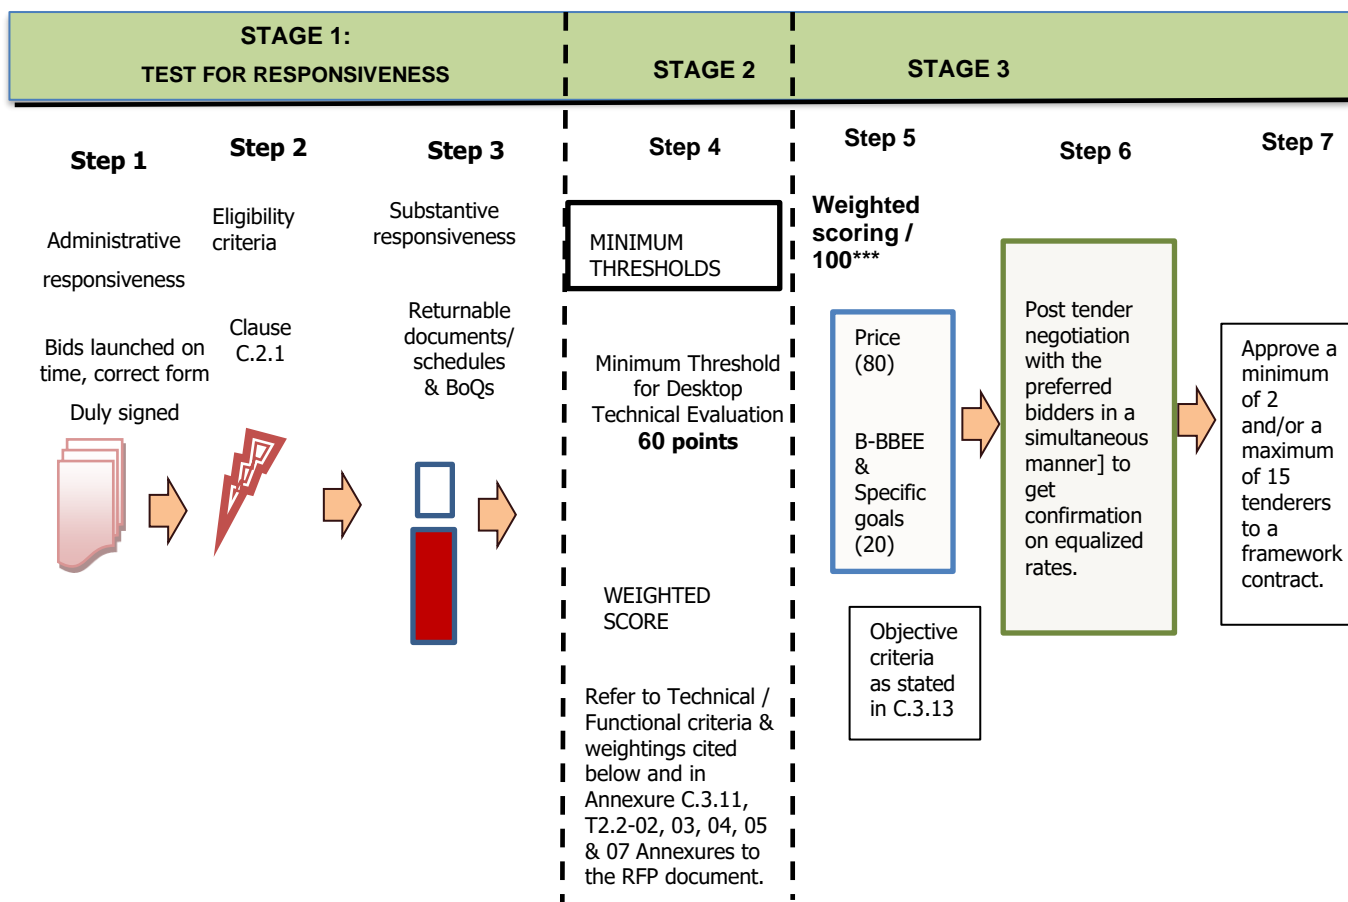 STAGE 1:
TEST FOR RESPONSIVENESS
STAGE 2
STAGE 3
Step 1
Administrative
responsiveness
Bids launched on
time, correct form
Duly signed
Step 2
Eligibility
criteria
Clause
C.2.1
Step 3
Substantive
responsiveness
Returnable
documents/
schedules
& BoQs
Step 4
MINIMUM
THRESHOLDS
Minimum Threshold
for Desktop
Technical Evaluation
60 points
WEIGHTED
SCORE
Refer to Technical /
Functional criteria &
weightings cited
below and in
Annexure C.3.11,
T2.2-02, 03, 04, 05
& 07 Annexures to
the RFP document.
Step 5
Weighted
scoring /
100***
Price
(80)
B-BBEE
&
Specific
goals
(20)
Objective
criteria
as stated
in C.3.13
Step 6
Post tender
negotiation
with the
preferred
bidders in a
simultaneous
manner] to
get
confirmation
on equalized
rates.
Step 7
Approve a
minimum
of 2
and/or a
maximum
of 15
tenderers
to a
framework
contract.